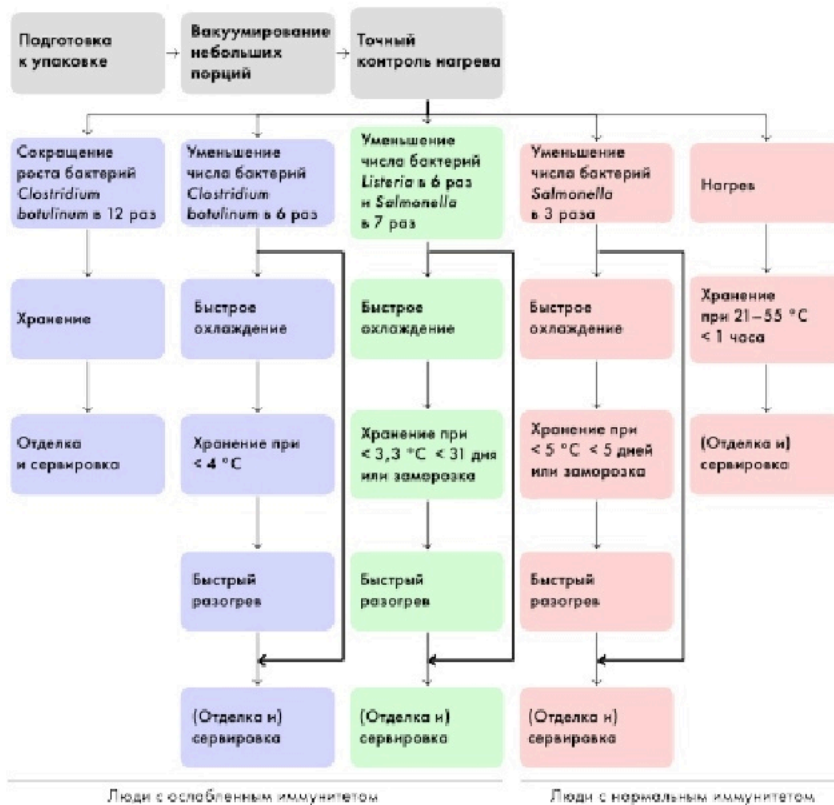 Подготовка
к упаковке
Вакуумирование
небольших
порций
Точный
контроль нагрева
Сокращение
роста бактерий
Clostridium
botulinum в 12 раз
Уменьшение
числа бактерий
Clostridium
botulinum в 6 раз
Уменьшение
числа бактерий
Listeria в 6 раз
и Salmonella
в 7 раз
Уменьшение
числа бактерий
Salmonella
в 3 раза
Нагрев
Хранение
Быстрое
охлаждение
Быстрое
охлаждение
Быстрое
охлаждение
Хранение
при 21–55 °C
< 1 часа
Отделка
и сервировка
Хранение при
< 4 °C
Хранение при
< 3,3 °C < 31 дня
или заморозка
Хранение при
< 5 °C < 5 дней
или заморозка
(Отделка и)
сервировка
Быстрый
разогрев
Быстрый
разогрев
Быстрый
разогрев
(Отделка и)
сервировка
(Отделка и)
сервировка
(Отделка и)
сервировка
Люди с ослабленным иммунитетом
Люди с нормальным иммунитетом